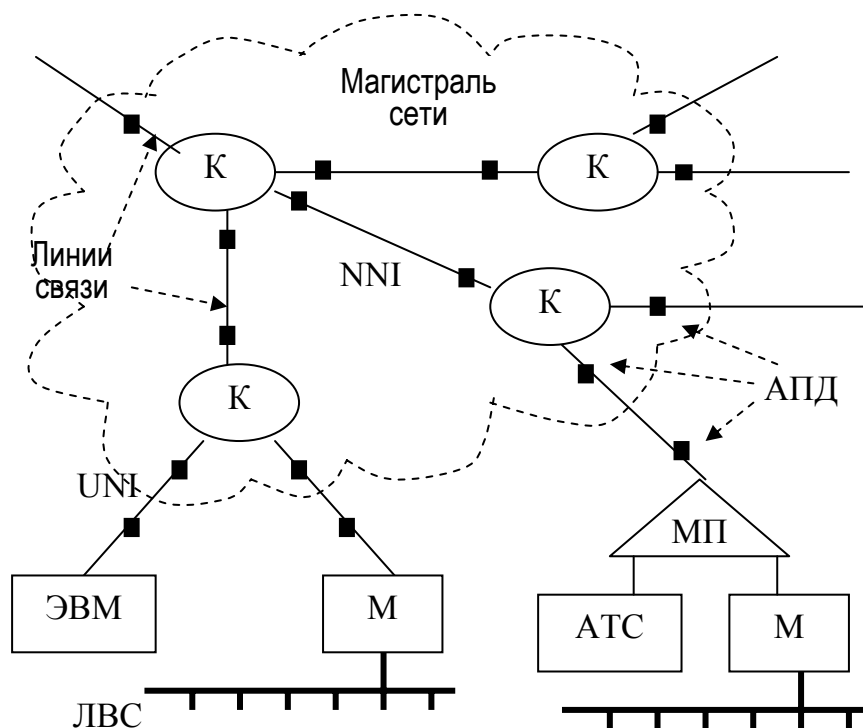 Магистраль
сети
К
К
Линии
связи
NNI
К
К
АПД
UNI
МП
ЭВМ
М
АТС
М
ЛВС